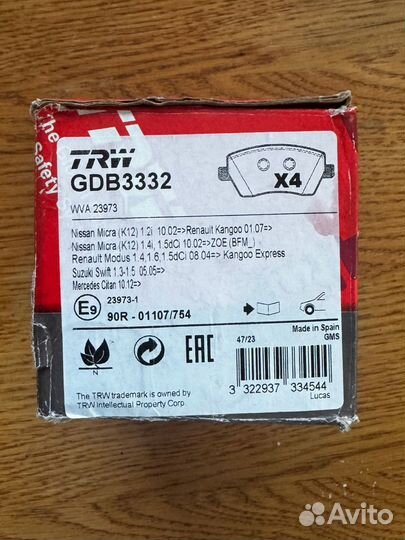 the
Safety
TRW
GDB3332
X4
WVA 23973
Nissan Micra (K12) 1.2i 10.02=>Renault Kangoo 01.07=>
Nissan Micra (K12) 1.4i, 1.5dCi 10.02=>ZOE (BFM_)
Renault Modus 1.4,1.6,1.5dCi 08.04=> Kangoo Express
Suzuki Swift 1.3-1.5 05.05=>
Mercedes Citan 10.12=>
E9 23973-1
90R - 01107/754
N
EAC
47/23
Made in Spain
GMS
3 322937 334544
Lucas
The TRW trademark is owned by
TRW Intellectual Property Corp.
Avito